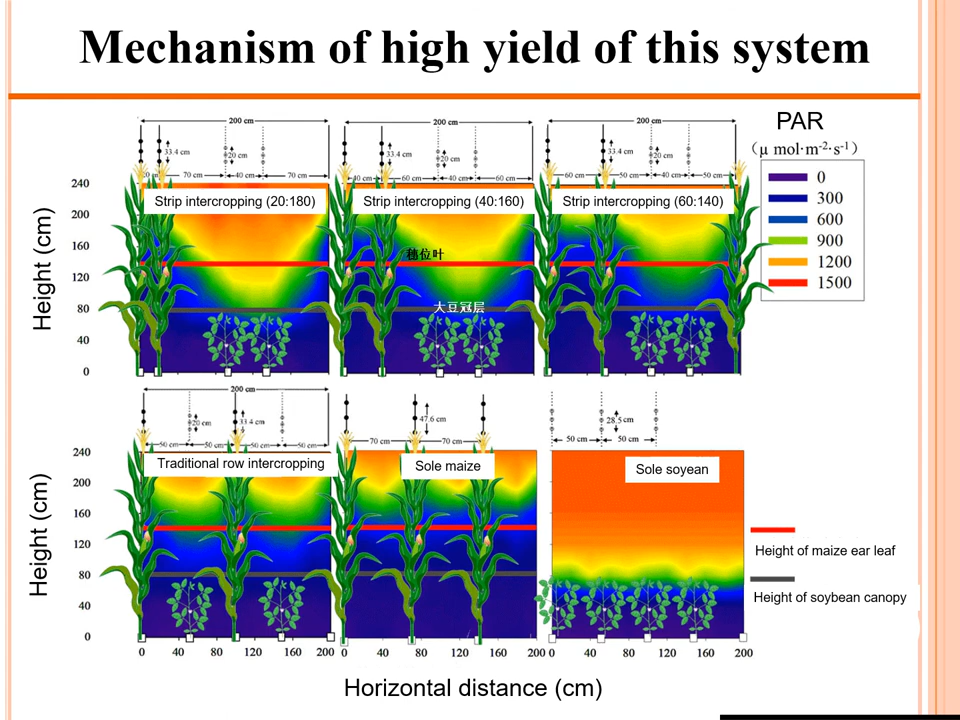 Mechanism of high yield of this system
200 cm
200 cm
200 cm
PAR
(μ mol·m-2·s-1)
33.4 cm
20 cm
33.4 cm
20 cm
33.4 cm
20 cm
70 cm
40 cm
70 cm
40 cm
60 cm
40 cm
60 cm
60 cm
60 cm
50 cm
40 cm
50 cm
Strip intercropping (20:180)
Strip intercropping (40:160)
Strip intercropping (60:140)
0
300
600
900
1200
1500
Height (cm)
240
200
160
120
80
40
0
穗位叶
大豆冠层
200 cm
20 cm
33.4 cm
47.6 cm
28.5 cm
50 cm
50 cm
50 cm
50 cm
70 cm
70 cm
50 cm
50 cm
Traditional row intercropping
Sole maize
Sole soyean
Height (cm)
240
200
160
120
80
40
0
Height of maize ear leaf
Height of soybean canopy
0 40 80 120 160 200
0 40 80 120 160 200
0 40 80 120 160 200
Horizontal distance (cm)